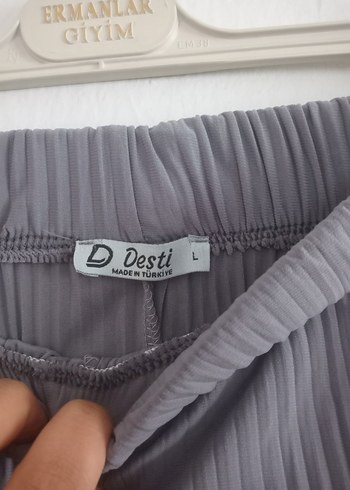 ERMANLAR
GİYİM
D Desti
MADE IN TÜRKİYE
L